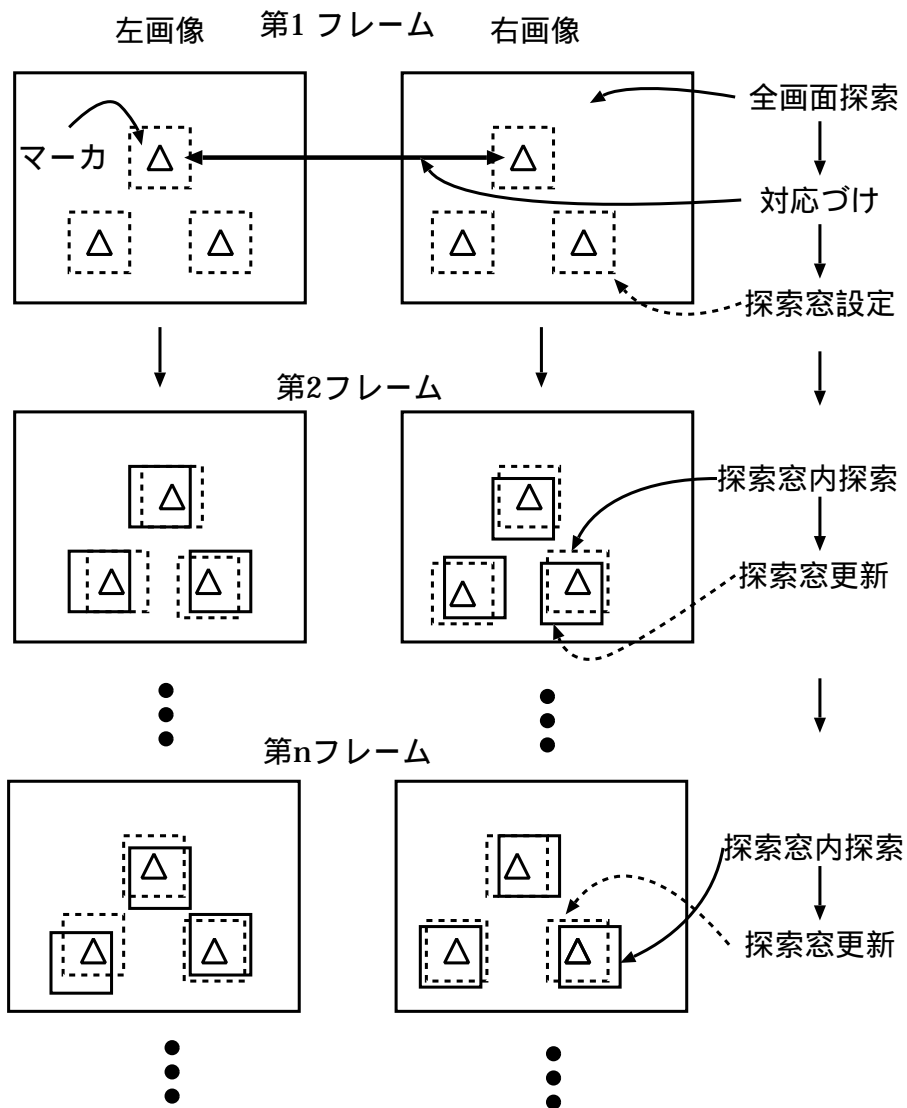 左画像
第1 フレーム
右画像
全画面探索
マーカ
対応づけ
探索窓設定
第2フレーム
探索窓内探索
探索窓更新
第nフレーム
探索窓内探索
探索窓更新